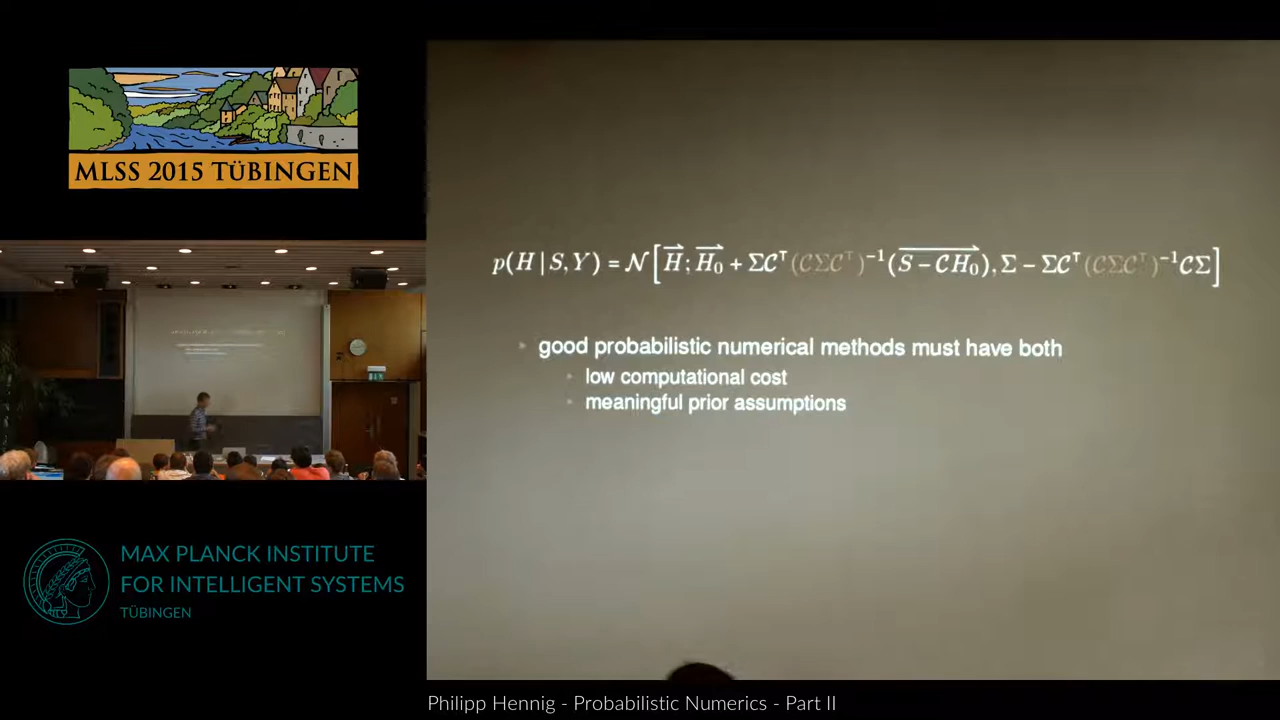 MLSS 2015 TÜBINGEN
p(H | S, Y) = 𝒩[H⃗; H⃗₀ + Σ𝒞ᵀ(𝒞Σ𝒞ᵀ)⁻¹(S − 𝒞H₀), Σ − Σ𝒞ᵀ(𝒞Σ𝒞ᵀ)⁻¹𝒞Σ]
good probabilistic numerical methods must have both
low computational cost
meaningful prior assumptions
MAX PLANCK INSTITUTE
FOR INTELLIGENT SYSTEMS
TÜBINGEN
Philipp Hennig - Probabilistic Numerics - Part II